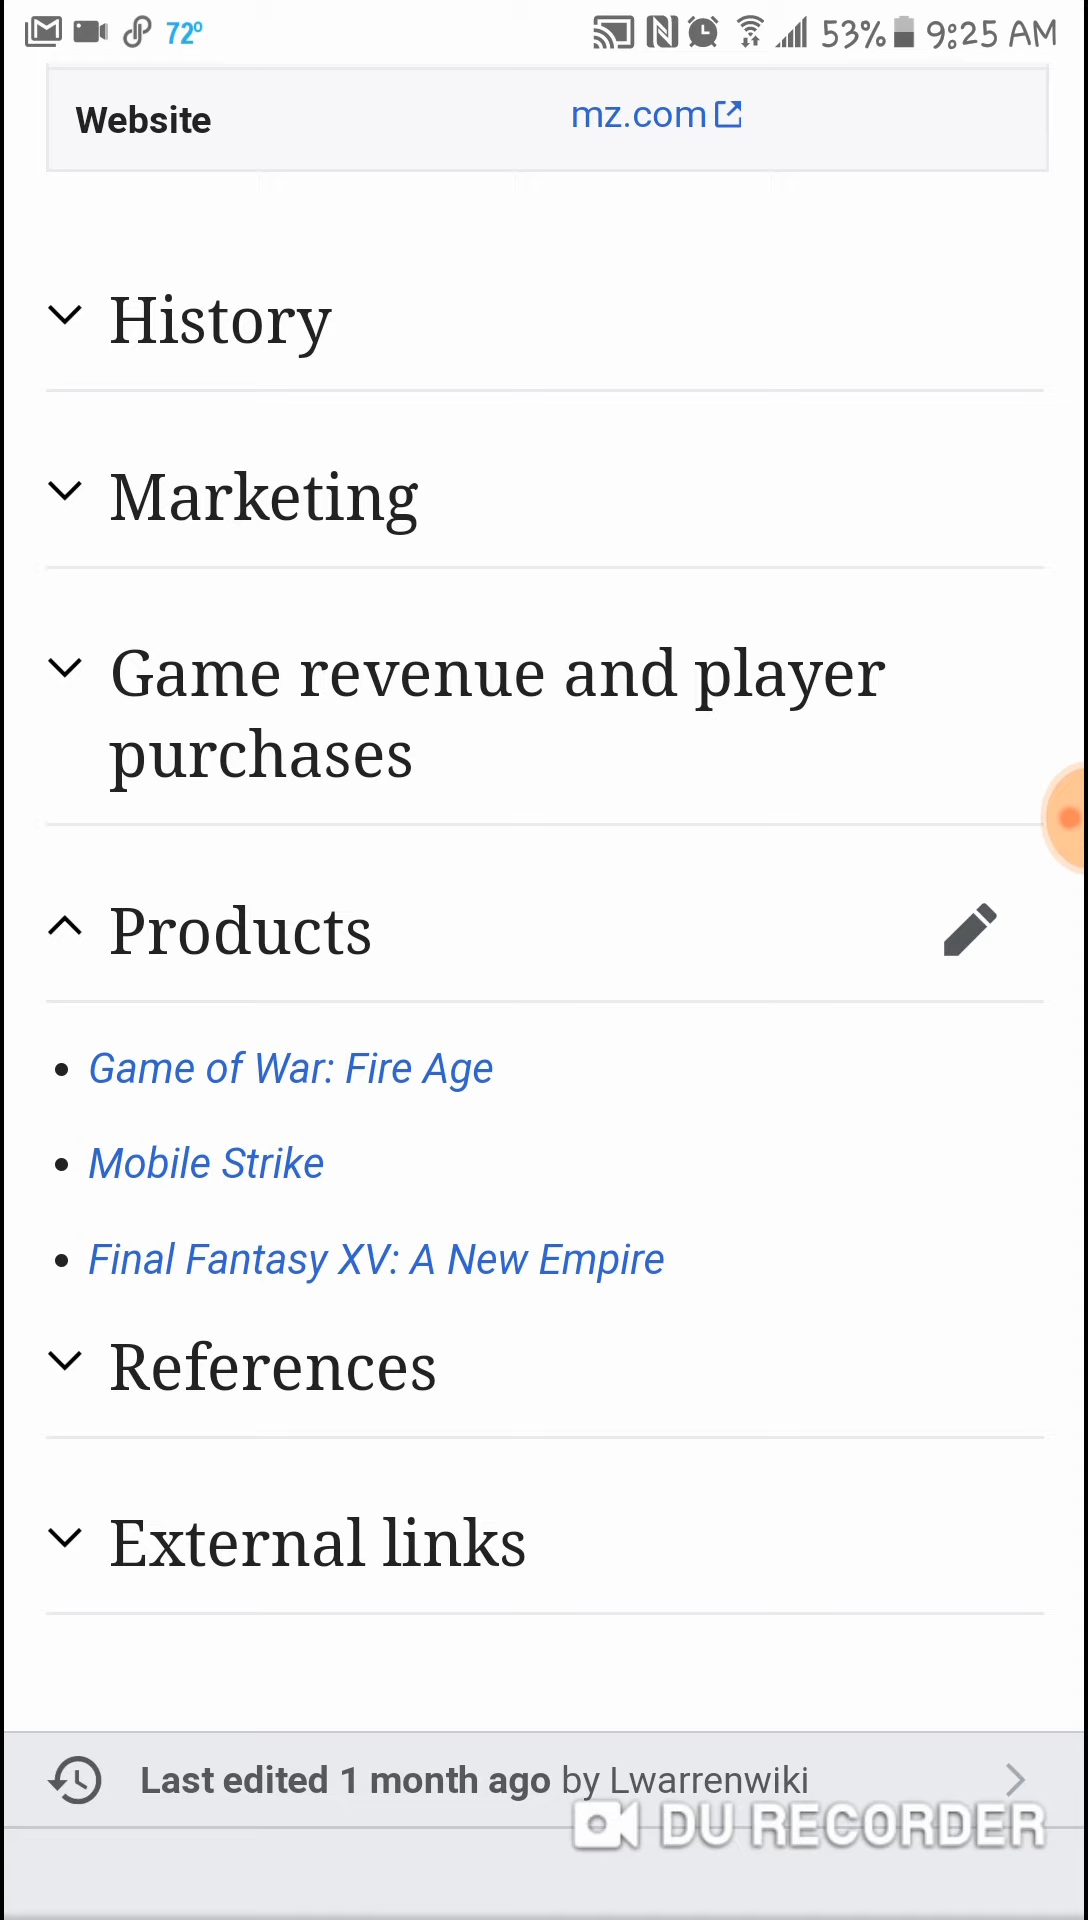 72°
53% 9:25 AM
Website mz.com
History
Marketing
Game revenue and player
purchases
Products
Game of War: Fire Age
Mobile Strike
Final Fantasy XV: A New Empire
References
External links
Last edited 1 month ago by Lwarrenwiki
DU RECORDER